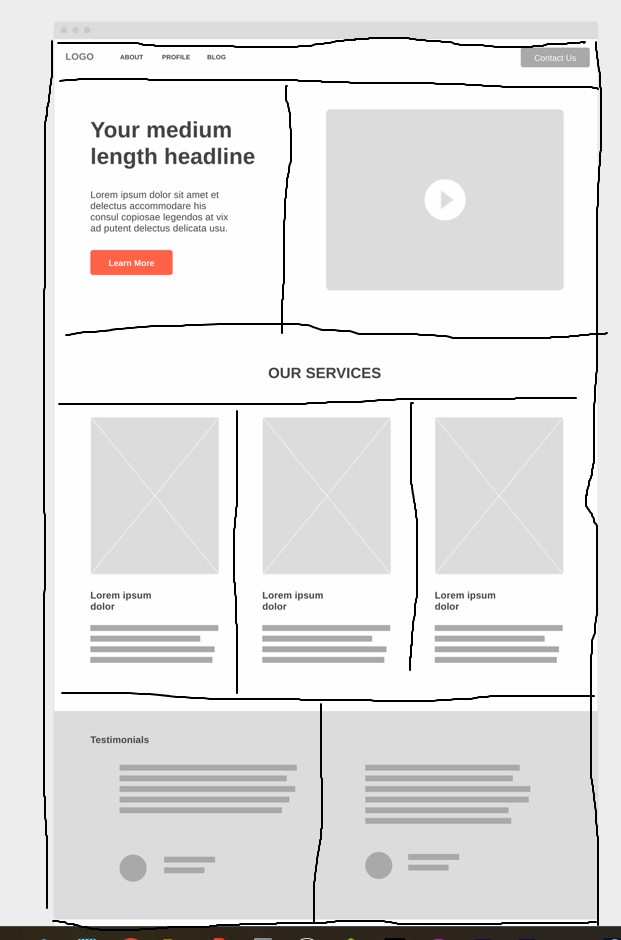 LOGO ABOUT PROFILE BLOG Contact Us
Your medium
length headline
Lorem ipsum dolor sit amet et
delectus accommodare his
consul copiosae legendos at vix
ad putent delectus delicata usu.
Learn More
OUR SERVICES
Lorem ipsum
dolor
Lorem ipsum
dolor
Lorem ipsum
dolor
Testimonials